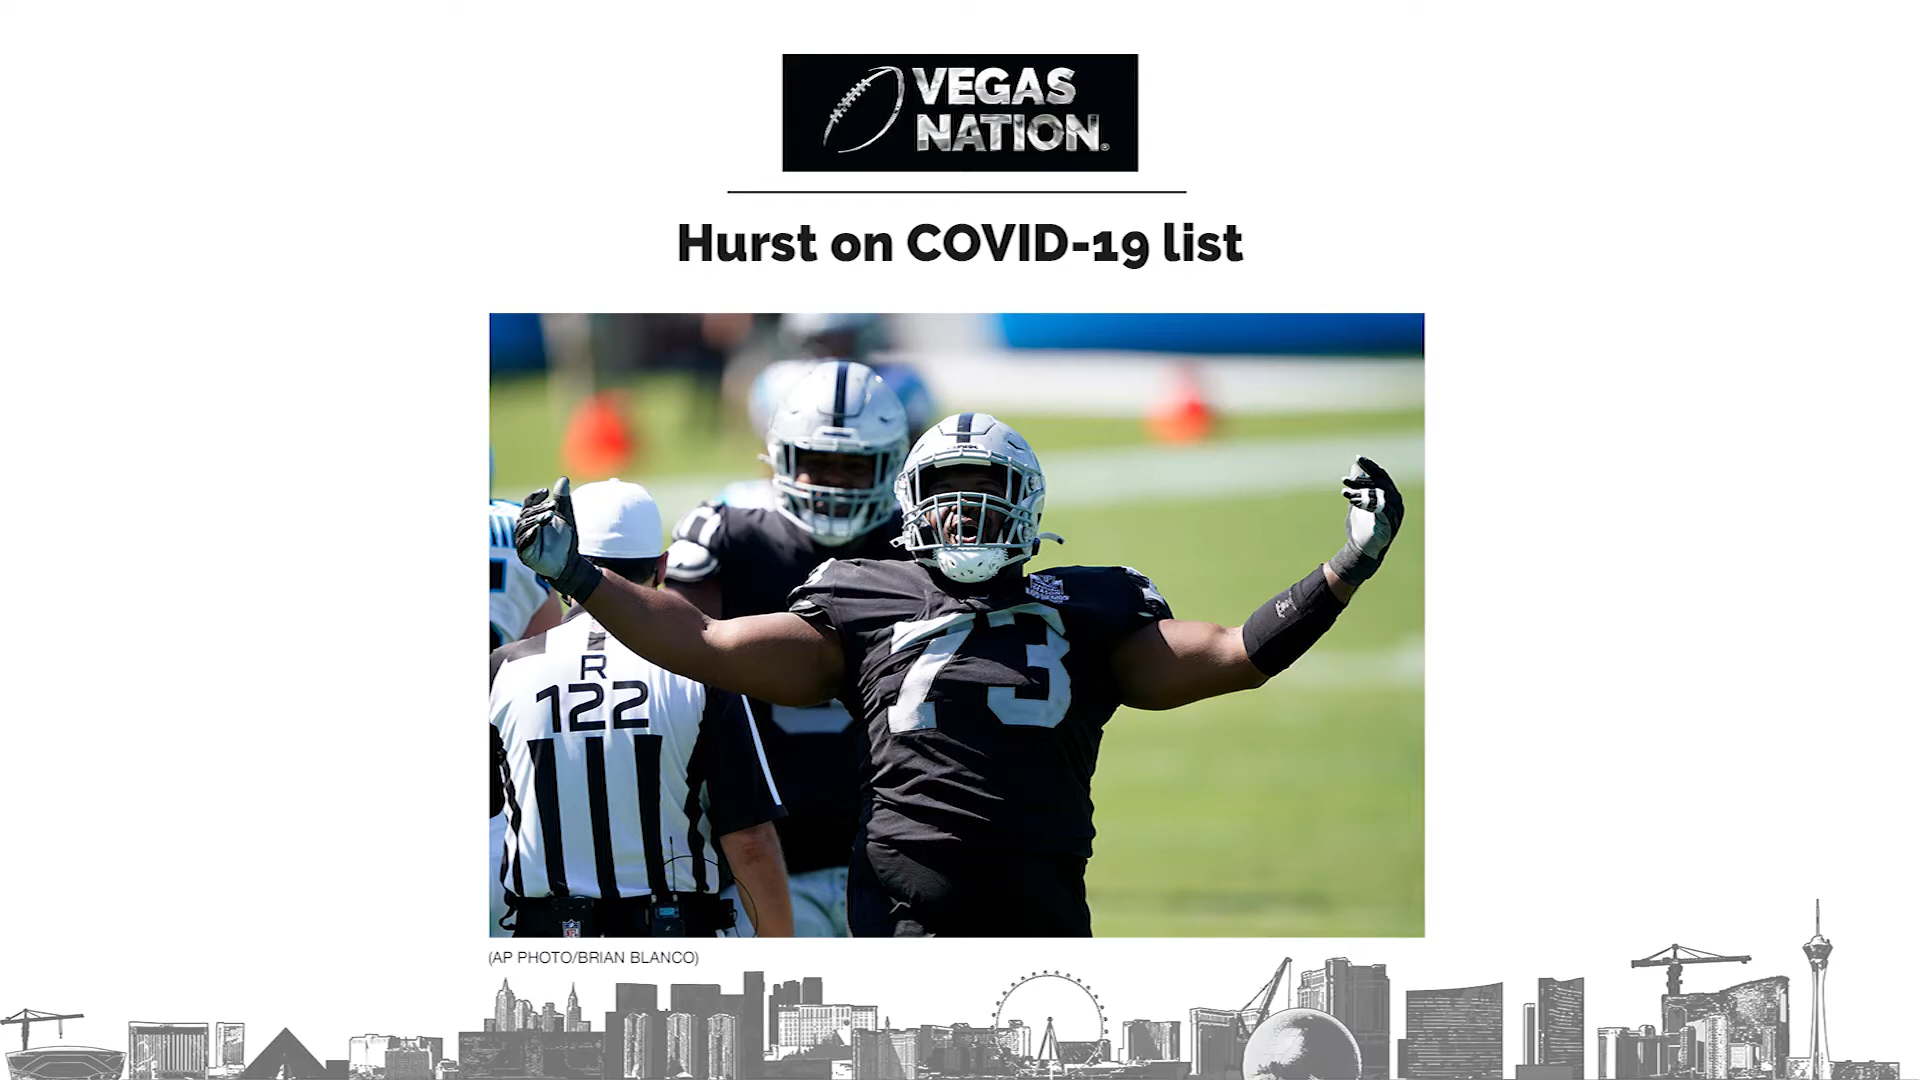 VEGAS
NATION®
Hurst on COVID-19 list
R
122
73
(AP PHOTO/BRIAN BLANCO)